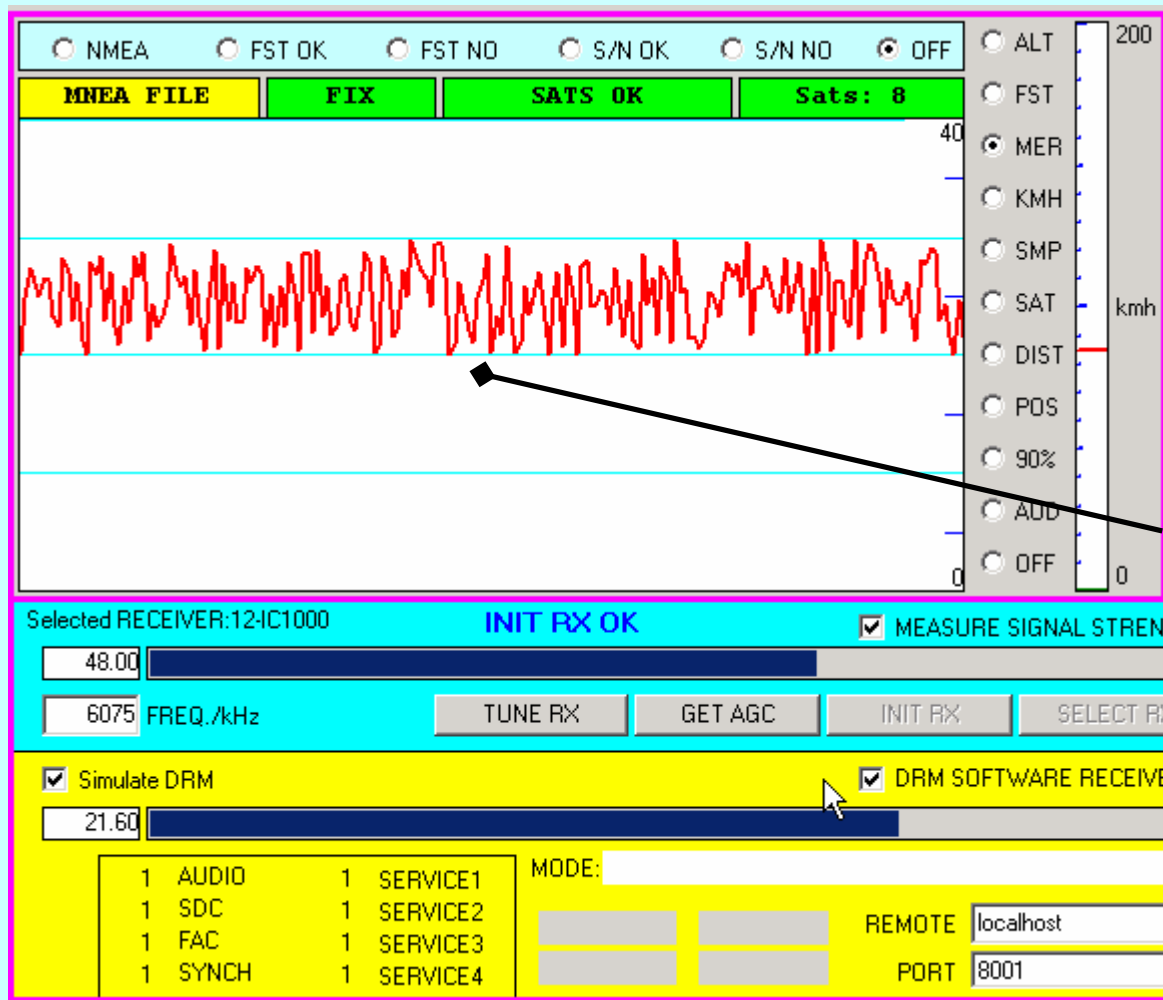 NMEA FST OK FST NO S/N OK S/N NO OFF
MNEA FILE FIX SATS OK Sats: 8
40
0
ALT
FST
MER
KMH
SMP
SAT
DIST
POS
90%
AUD
OFF
200
kmh
0
Selected RECEIVER:12-IC1000 INIT RX OK MEASURE SIGNAL STREN
48.00
6075 FREQ./kHz TUNE RX GET AGC INIT RX SELECT R
Simulate DRM DRM SOFTWARE RECEIVE
21.60
MODE:
1 AUDIO 1 SERVICE1
1 SDC 1 SERVICE2
1 FAC 1 SERVICE3
1 SYNCH 1 SERVICE4
REMOTE localhost
PORT 8001